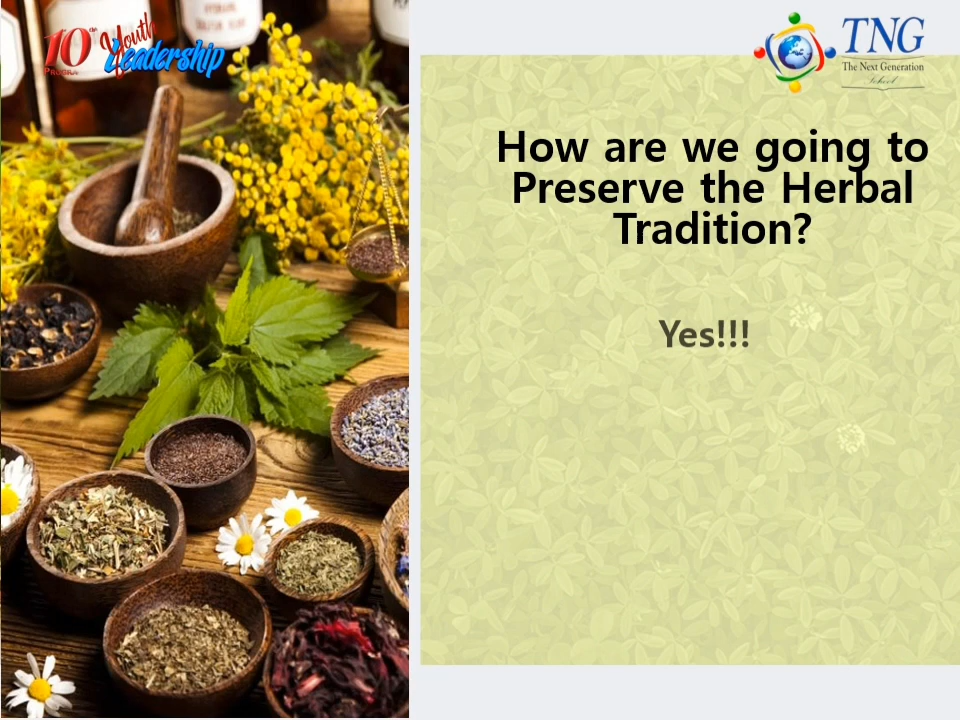 10th Youth
Leadership
TNG
The Next Generation
School
How are we going to
Preserve the Herbal
Tradition?
Yes!!!